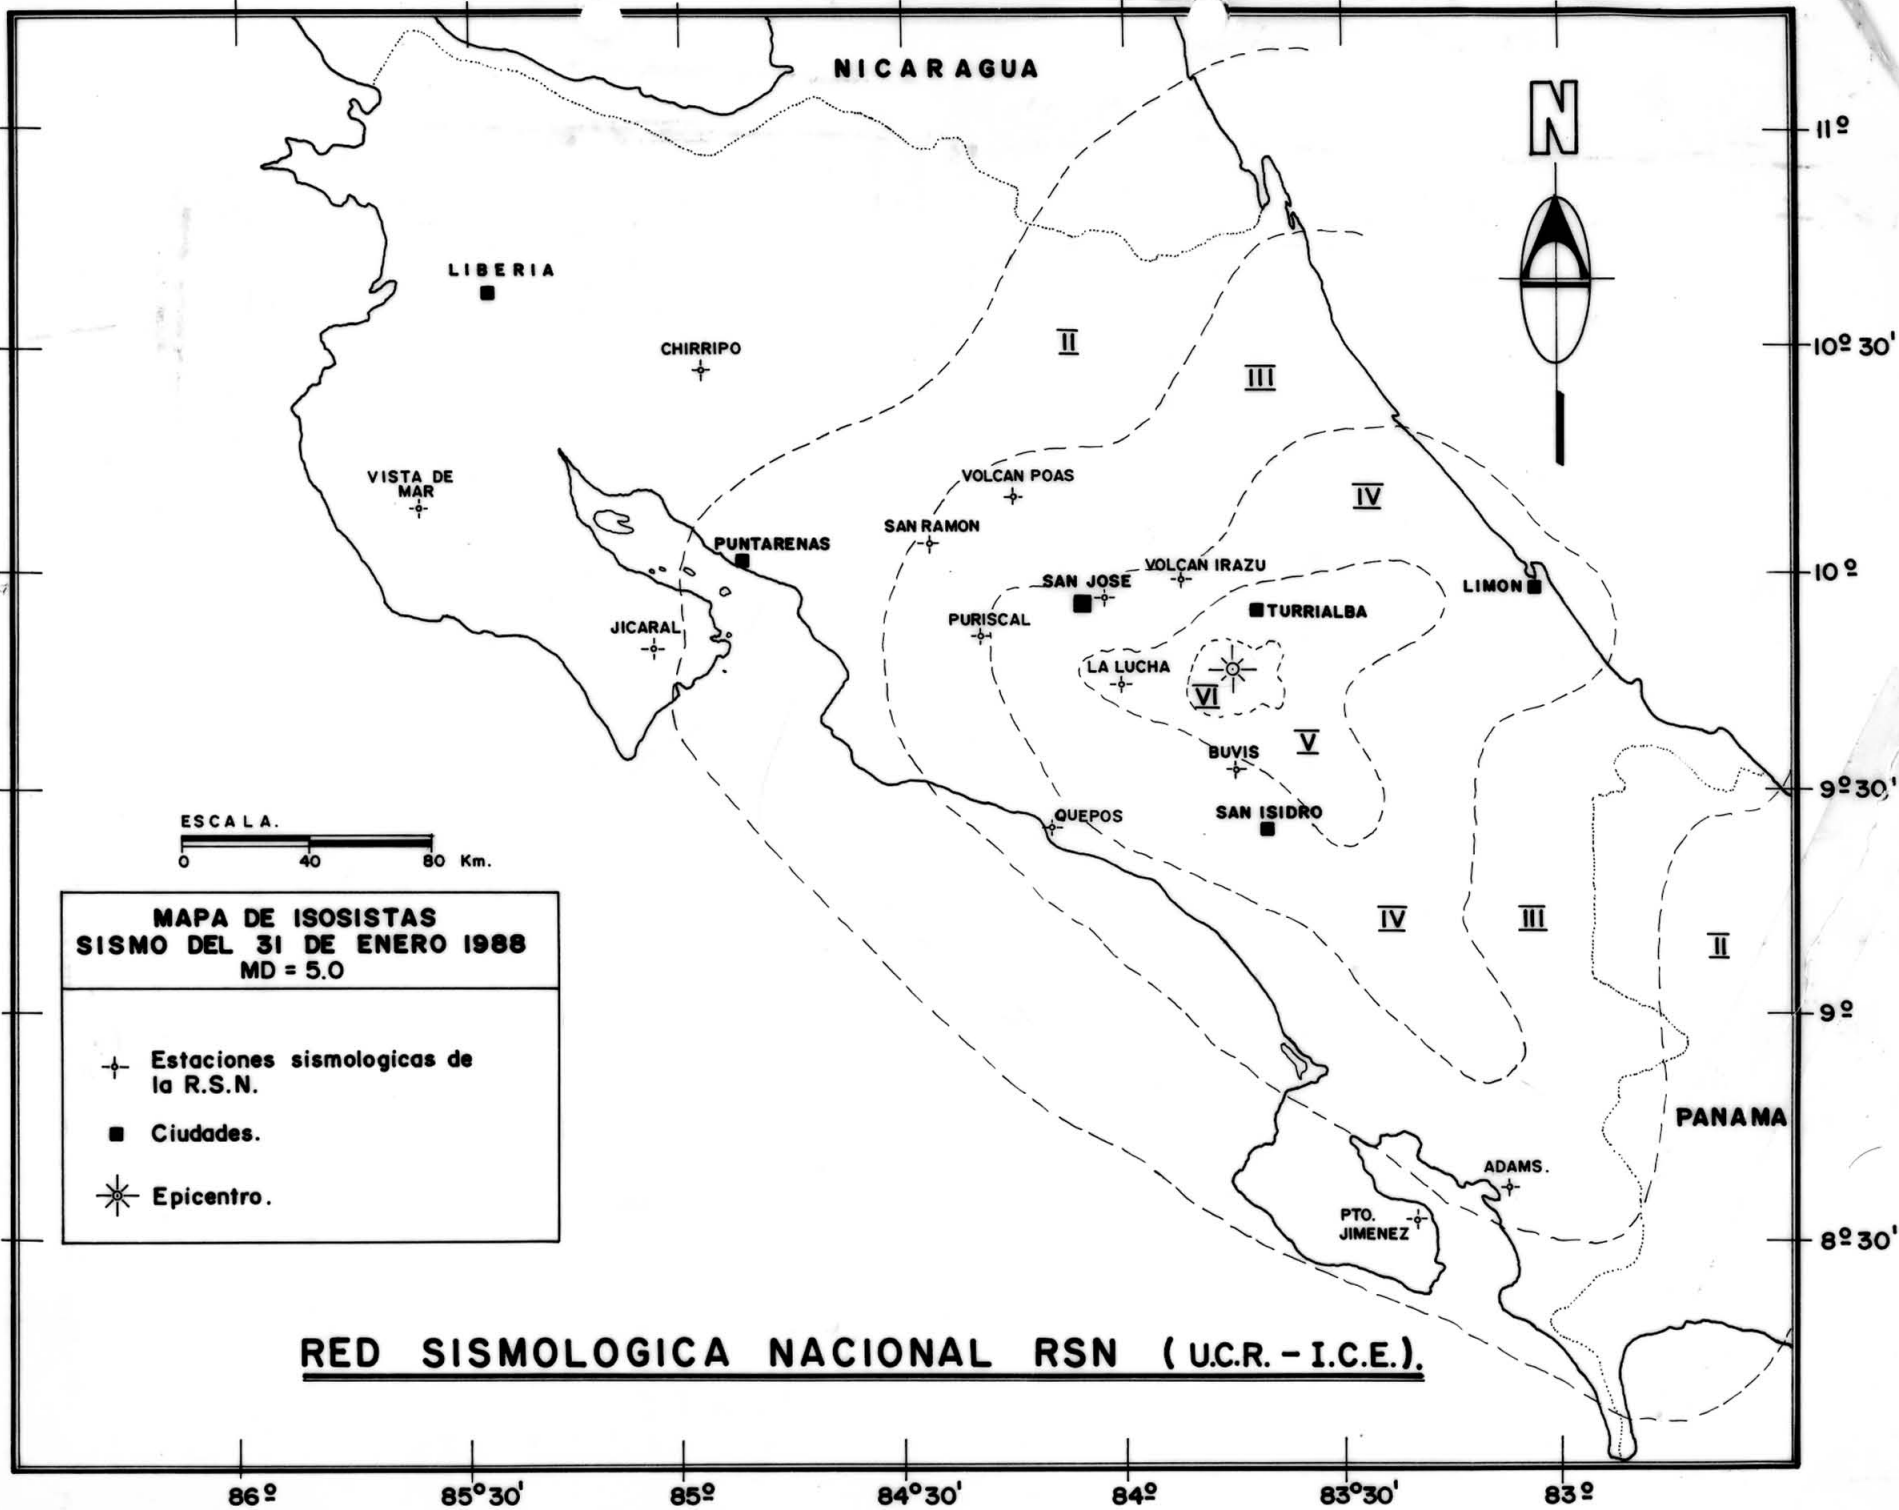 NICARAGUA
N
11º
LIBERIA
CHIRRIPO
II
10º 30'
III
VISTA DE
MAR
VOLCAN POAS
IV
SAN RAMON
PUNTARENAS
VOLCAN IRAZU
SAN JOSE
10º
LIMON
TURRIALBA
PURISCAL
JICARAL
LA LUCHA
VI
V
BUVIS
9º 30'
ESCALA.
0 40 80 Km.
QUEPOS
SAN ISIDRO
MAPA DE ISOSISTAS
SISMO DEL 31 DE ENERO 1988
MD = 5.0
IV
III
II
9º
Estaciones sismologicas de
la R.S.N.
Ciudades.
Epicentro.
PANAMA
ADAMS.
PTO.
JIMENEZ
8º 30'
RED SISMOLOGICA NACIONAL RSN (U.C.R. - I.C.E.).
86º 85º30' 85º 84º30' 84º 83º30' 83º